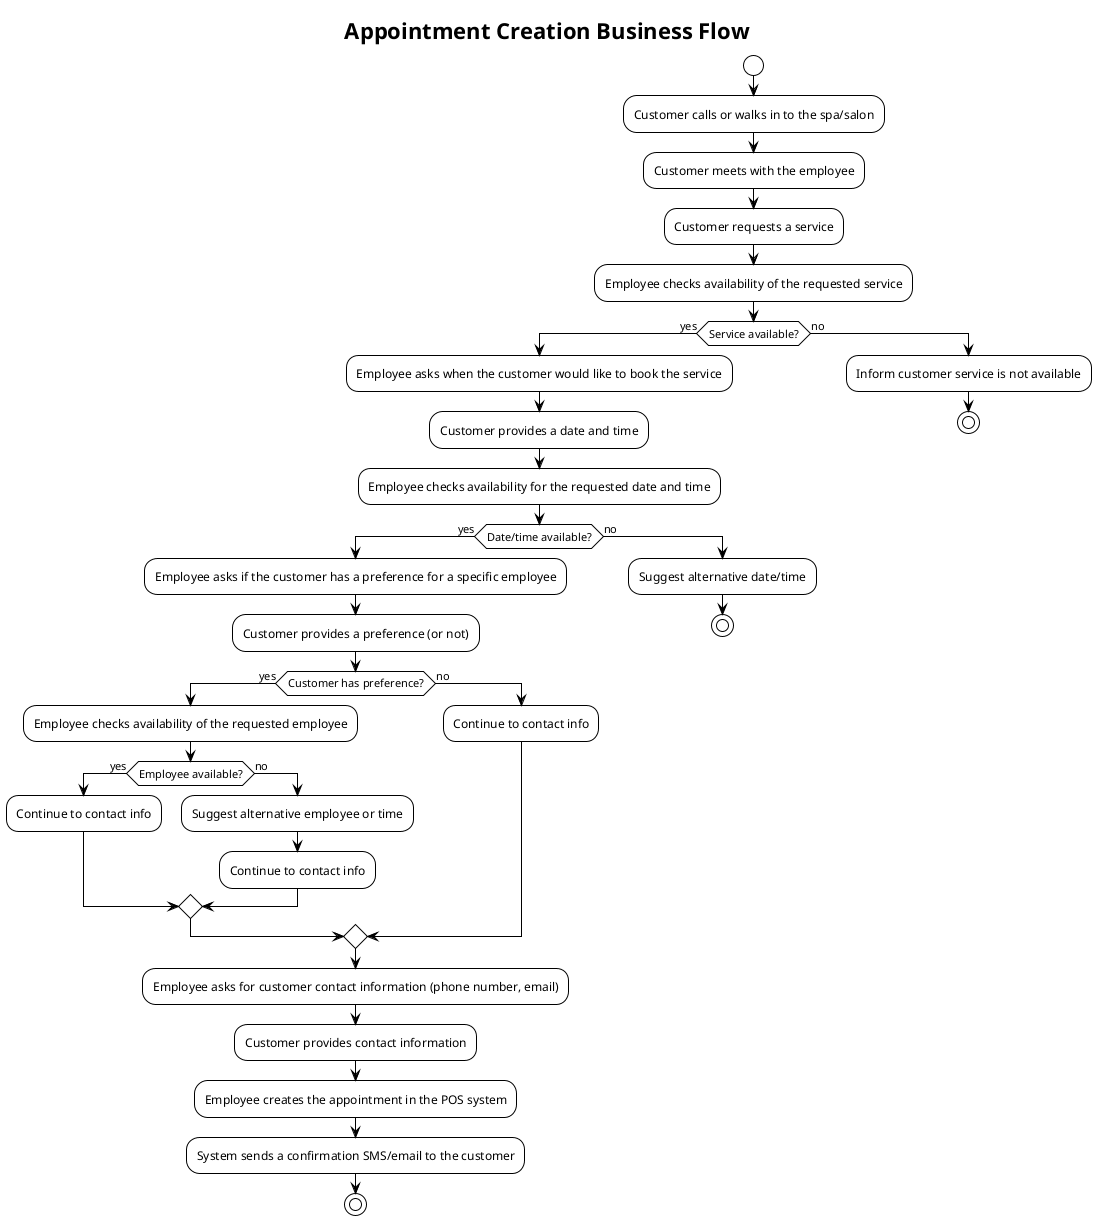 Appointment Creation Business Flow
Customer calls or walks in to the spa/salon
Customer meets with the employee
Customer requests a service
Employee checks availability of the requested service
yes
Service available?
no
Employee asks when the customer would like to book the service
Inform customer service is not available
Customer provides a date and time
Employee checks availability for the requested date and time
yes
Date/time available?
no
Employee asks if the customer has a preference for a specific employee
Suggest alternative date/time
Customer provides a preference (or not)
yes
Customer has preference?
no
Employee checks availability of the requested employee
Continue to contact info
yes
Employee available?
no
Continue to contact info
Suggest alternative employee or time
Continue to contact info
Employee asks for customer contact information (phone number, email)
Customer provides contact information
Employee creates the appointment in the POS system
System sends a confirmation SMS/email to the customer